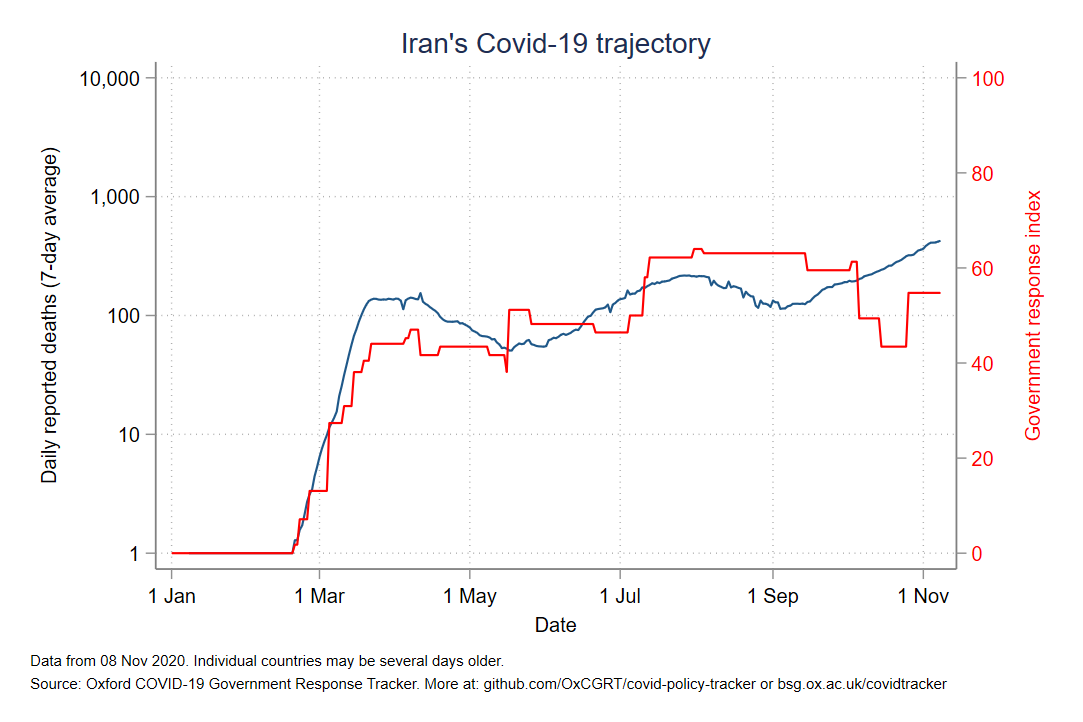 Iran's Covid-19 trajectory
10,000
1,000
100
10
1
Daily reported deaths (7-day average)
100
80
60
40
20
0
Government response index
1 Jan 1 Mar 1 May 1 Jul 1 Sep 1 Nov
Date
Data from 08 Nov 2020. Individual countries may be several days older.
Source: Oxford COVID-19 Government Response Tracker. More at: github.com/OxCGRT/covid-policy-tracker or bsg.ox.ac.uk/covidtracker